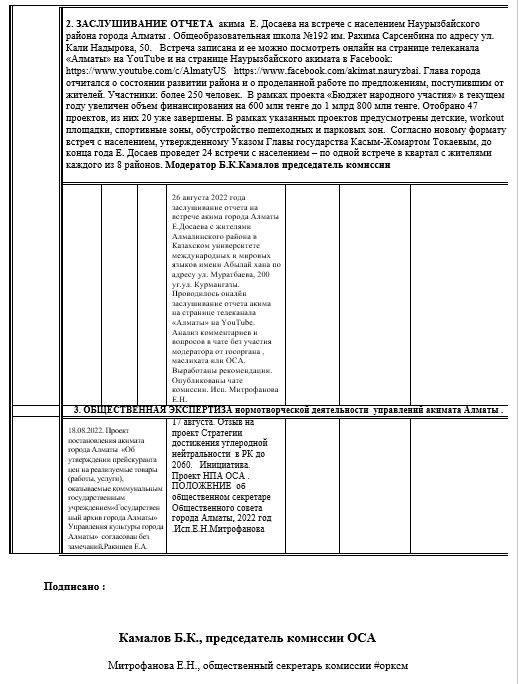 2. ЗАСЛУШИВАНИЕ ОТЧЕТА акима Е. Досаева на встрече с населением Наурызбайского
района города Алматы . Общеобразовательная школа №192 им. Рахима Сарсенбина по адресу ул.
Кали Надырова, 50. Встреча записана и ее можно посмотреть онлайн на странице телеканала
«Алматы» на YouTube и на странице Наурызбайского акимата в Facebook:
https://www.youtube.com/c/AlmatyUS https://www.facebook.com/akimat.nauryzbai. Глава города
отчитался о состоянии развития района и о проделанной работе по предложениям, поступившим от
жителей. Участники: более 250 человек. В рамках проекта «Бюджет народного участия» в текущем
году увеличен объем финансирования на 600 млн тенге до 1 млрд 800 млн тенге. Отобрано 47
проектов, из них 20 уже завершены. В рамках указанных проектов предусмотрены детские, workout
площадки, спортивные зоны, обустройство пешеходных и парковых зон. Согласно новому формату
встреч с населением, утвержденному Указом Главы государства Касым-Жомартом Токаевым, до
конца года Е. Досаев проведет 24 встречи с населением – по одной встрече в квартал с жителями
каждого из 8 районов. Модератор Б.К.Камалов председатель комиссии
26 августа 2022 года
заслушивание отчета на
встрече акима города Алматы
Е.Досаева с жителями
Алмалинского района в
Казахском университете
международных и мировых
языков имени Абылай хана по
адресу ул. Муратбаева, 200
уг.ул. Курмангазы.
Проводилось оналйн
заслушивание отчета акима
на странице телеканала
«Алматы» на YouTube.
Анализ комментариев и
вопросов в чате без участия
модератора от госоргана ,
маслихата или ОСА.
Выработаны рекомендации.
Опубликованы чате
комиссии. Исп. Митрофанова
Е.Н.
3. ОБЩЕСТВЕННАЯ ЭКСПЕРТИЗА нормотворческой деятельности управлений акимата Алматы .
18.08.2022. Проект
постановления акимата
города Алматы «Об
утверждении прейскуранта
цен на реализуемые товары
(работы, услуги),
оказываемые коммунальным
государственным
учреждением«Государствен
ный архив города Алматы»
Управления культуры города
Алматы» согласован без
замечаний.Ракишев Е.А.
17 августа. Отзыв на
проект Стратегии
достижения углеродной
нейтральности в РК до
2060. Инициатива.
Проект НПА ОСА .
ПОЛОЖЕНИЕ об
общественном секретаре
Общественного совета
города Алматы, 2022 год
.Исп.Е.Н.Митрофанова
Подписано :
Камалов Б.К., председатель комиссии ОСА
Митрофанова Е.Н., общественный секретарь комиссии #орксм